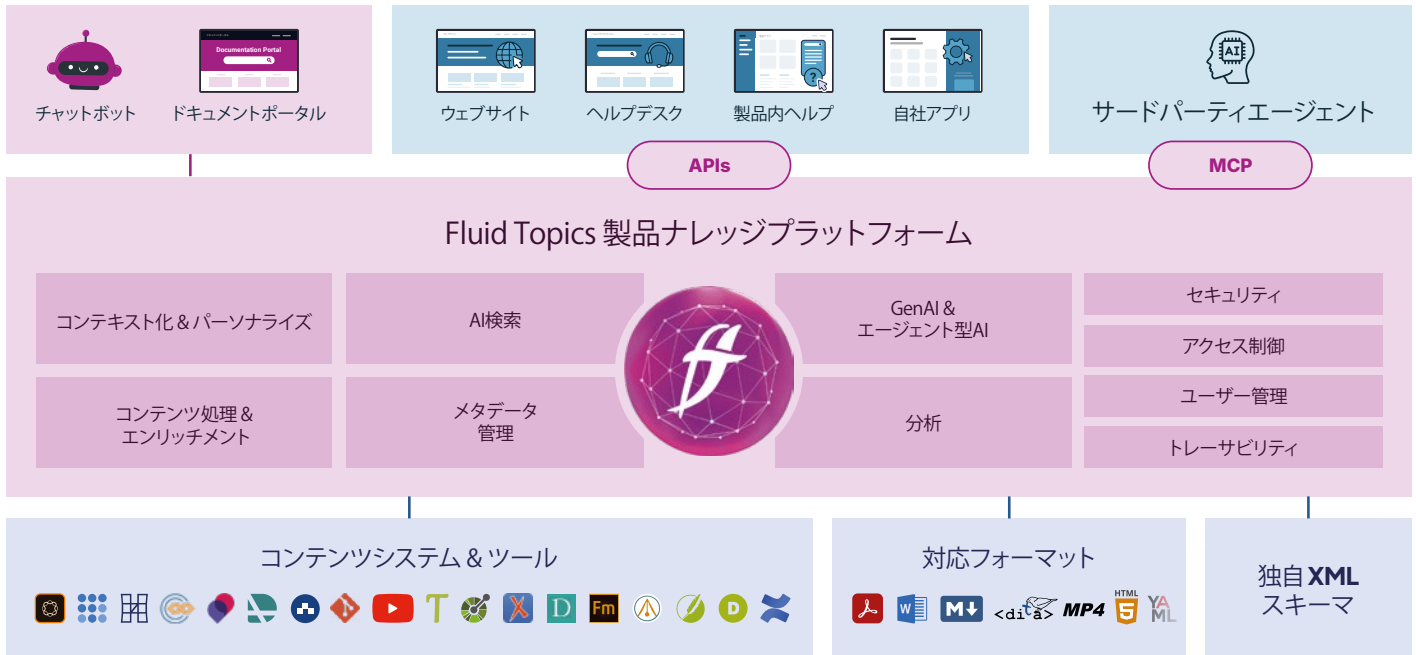 Documentation Portal
チャットボット
ドキュメントポータル
ウェブサイト
ヘルプデスク
製品内ヘルプ
自社アプリ
AI
サードパーティエージェント
APIs
MCP
Fluid Topics 製品ナレッジプラットフォーム
コンテキスト化 & パーソナライズ
AI検索
GenAI &
エージェント型AI
セキュリティ
アクセス制御
ユーザー管理
トレーサビリティ
コンテンツ処理 &
エンリッチメント
メタデータ
管理
分析
コンテンツシステム & ツール
T
X
D
Fm
D
対応フォーマット
W
M
<dita>
MP4
HTML
5
YA
ML
独自 XML
スキーマ